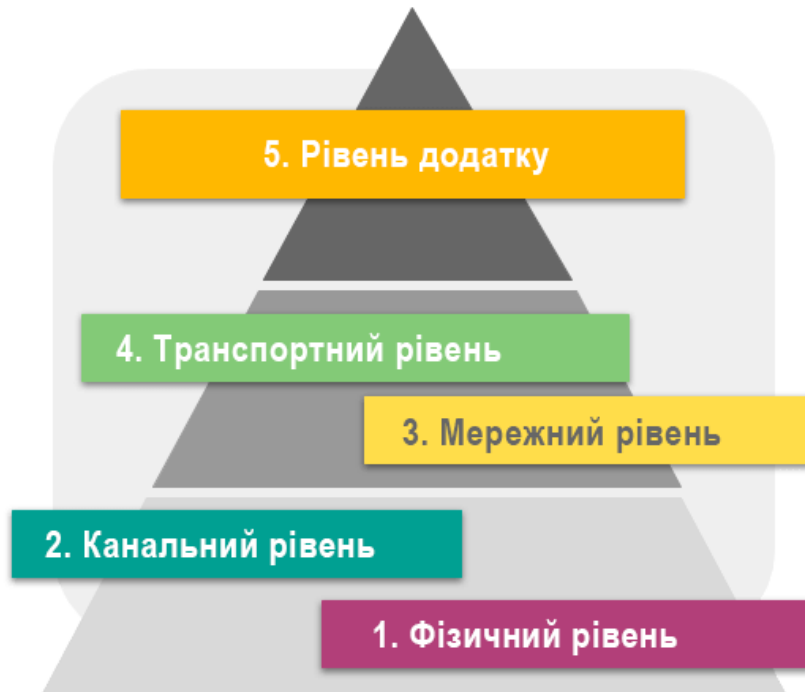 5. Рівень додатку
4. Транспортний рівень
3. Мережний рівень
2. Канальний рівень
1. Фізичний рівень